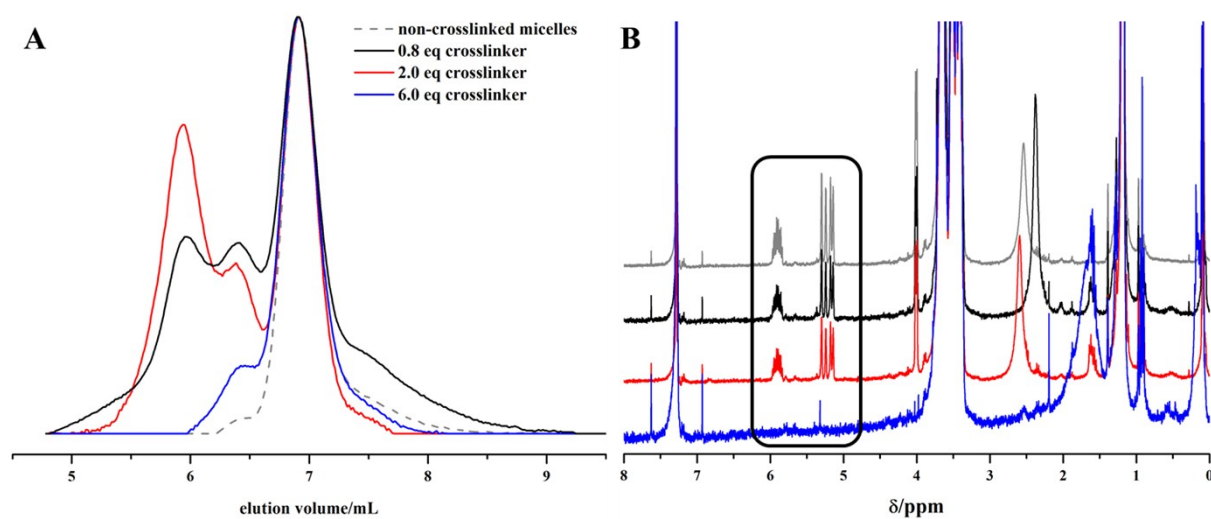 A
non-crosslinked micelles
0.8 eq crosslinker
2.0 eq crosslinker
6.0 eq crosslinker
5 6 7 8 9
elution volume/mL
B
8 7 6 5 4 3 2 1 0
δ/ppm